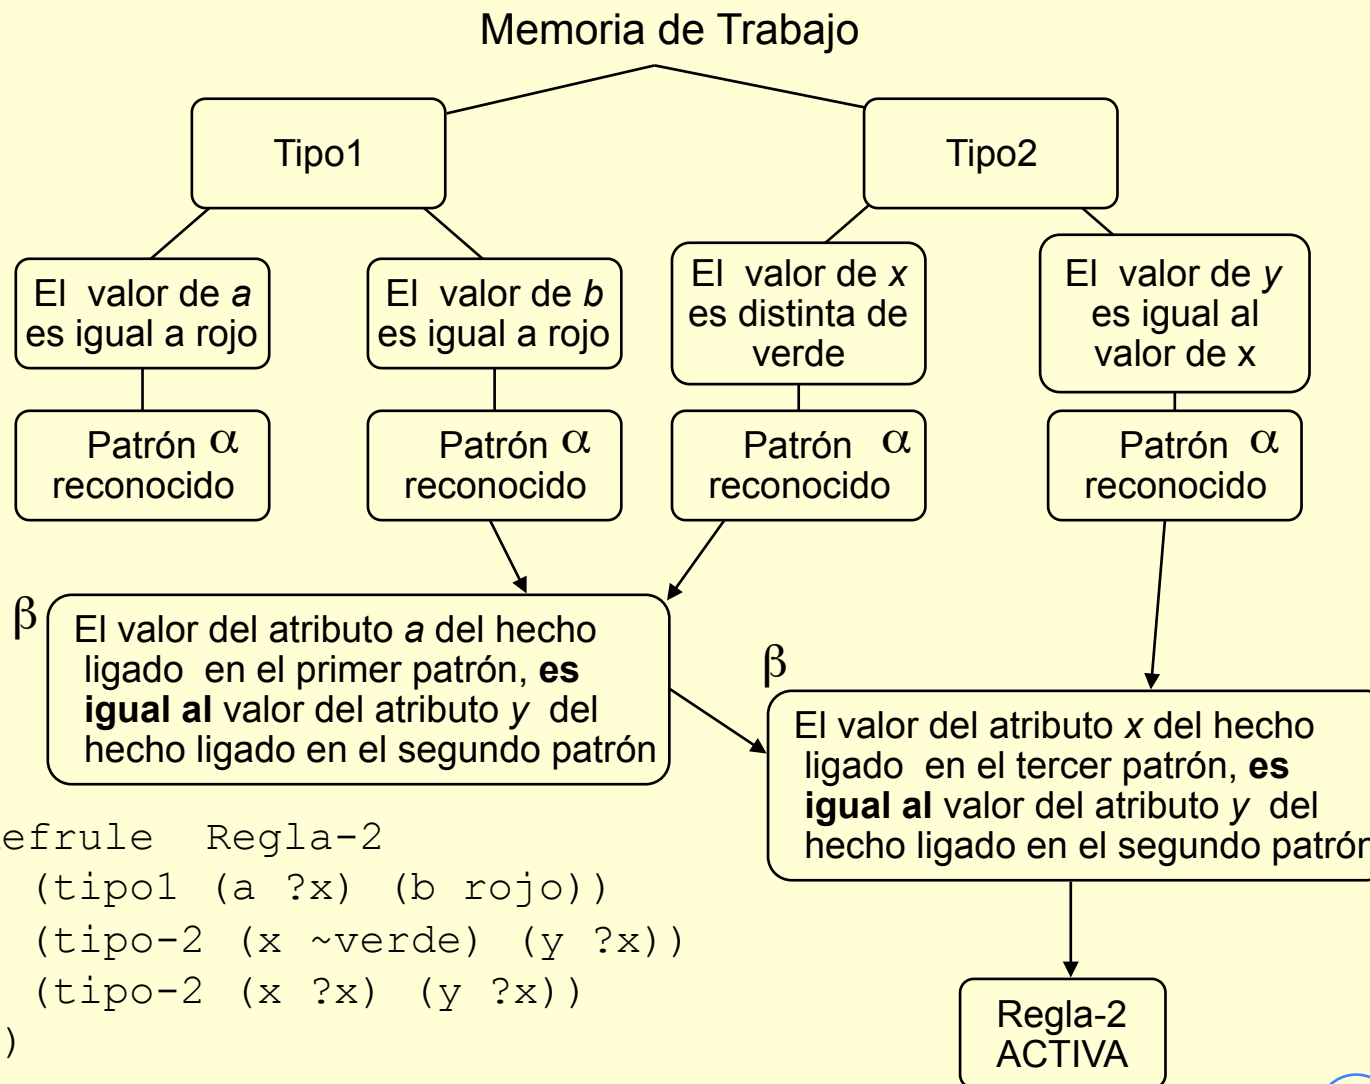 Memoria de Trabajo
Tipo1
Tipo2
El valor de a
es igual a rojo
El valor de b
es igual a rojo
El valor de x
es distinta de
verde
El valor de y
es igual al
valor de x
Patrón α
reconocido
Patrón α
reconocido
Patrón α
reconocido
Patrón α
reconocido
β
El valor del atributo a del hecho
ligado en el primer patrón, es
igual al valor del atributo y del
hecho ligado en el segundo patrón
β
El valor del atributo x del hecho
ligado en el tercer patrón, es
igual al valor del atributo y del
hecho ligado en el segundo patrón
efrule Regla-2
(tipo1 (a ?x) (b rojo))
(tipo-2 (x ~verde) (y ?x))
(tipo-2 (x ?x) (y ?x))
)
Regla-2
ACTIVA